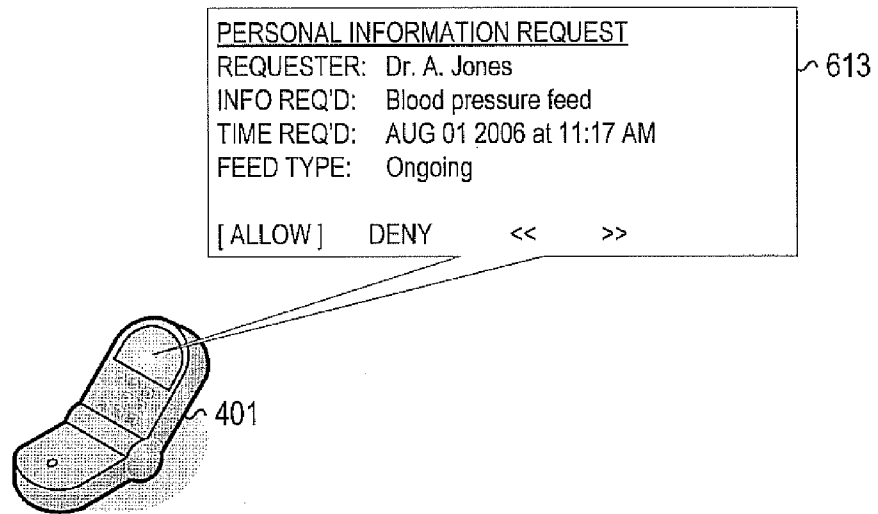 PERSONAL INFORMATION REQUEST
REQUESTER: Dr. A. Jones
613
INFO REQ'D: Blood pressure feed
TIME REQ'D: AUG 01 2006 at 11:17 AM
FEED TYPE: Ongoing
[ ALLOW ] DENY << >>
401